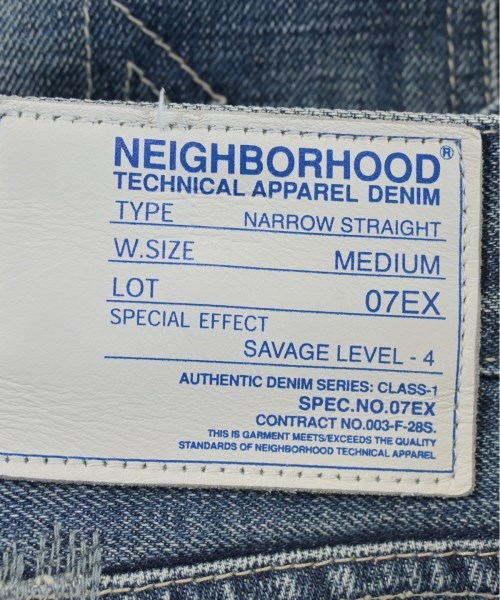 NEIGHBORHOOD®
TECHNICAL APPAREL DENIM
TYPE NARROW STRAIGHT
W.SIZE MEDIUM
LOT 07EX
SPECIAL EFFECT
SAVAGE LEVEL - 4
AUTHENTIC DENIM SERIES: CLASS-1
SPEC.NO.07EX
CONTRACT NO.003-F-28S.
THIS IS GARMENT MEETS/EXCEEDS THE QUALITY
STANDARDS OF NEIGHBORHOOD TECHNICAL APPAREL